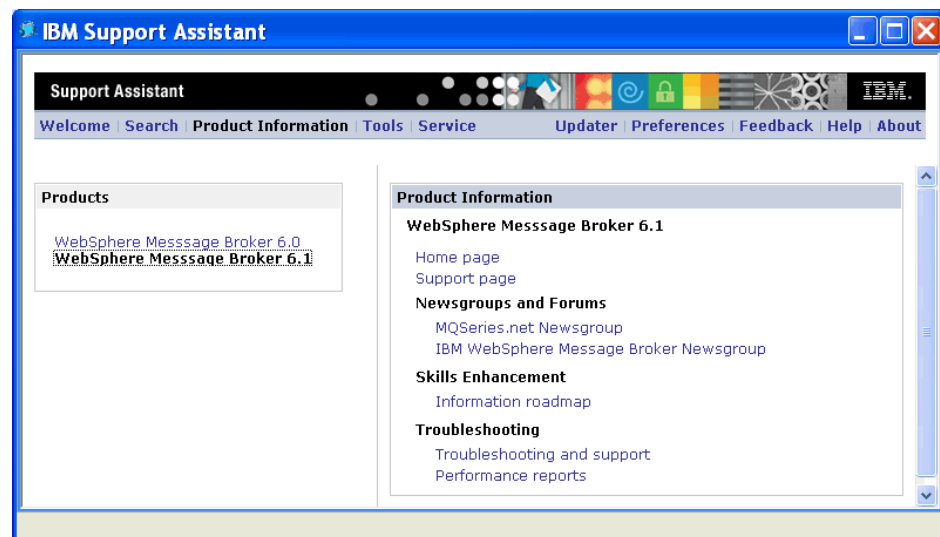 IBM Support Assistant
Support Assistant
IBM.
Welcome | Search | Product Information | Tools | Service
Updater | Preferences | Feedback | Help | About
Products
WebSphere Messsage Broker 6.0
WebSphere Messsage Broker 6.1
Product Information
WebSphere Messsage Broker 6.1
Home page
Support page
Newsgroups and Forums
MQSeries.net Newsgroup
IBM WebSphere Message Broker Newsgroup
Skills Enhancement
Information roadmap
Troubleshooting
Troubleshooting and support
Performance reports